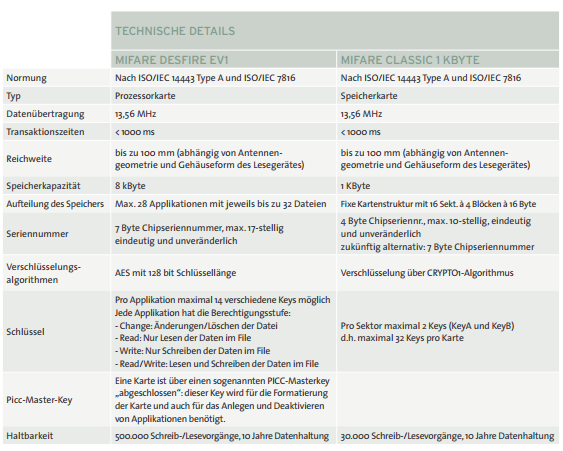 TECHNISCHE DETAILS
MIFARE DESFIRE EV1 MIFARE CLASSIC 1 KBYTE
Normung Nach ISO/IEC 14443 Type A und ISO/IEC 7816 Nach ISO/IEC 14443 Type A und ISO/IEC 7816
Typ Prozessorkarte Speicherkarte
Datenübertragung 13,56 MHz 13,56 MHz
Transaktionszeiten < 1000 ms < 1000 ms
Reichweite
bis zu 100 mm (abhängig von Antennen-
geometrie und Gehäuseform des Lesegerätes)
bis zu 100 mm (abhängig von Antennen-
geometrie und Gehäuseform des Lesegerätes)
Speicherkapazität 8 kByte 1 KByte
Aufteilung des Speichers Max. 28 Applikationen mit jeweils bis zu 32 Dateien Fixe Kartenstruktur mit 16 Sekt. à 4 Blöcken à 16 Byte
Seriennummer
7 Byte Chipseriennummer, max. 17-stellig
eindeutig und unveränderlich
4 Byte Chipseriennr., max. 10-stellig, eindeutig
und unveränderlich
zukünftig alternativ: 7 Byte Chipseriennummer
Verschlüsselungs-
algorithmen
AES mit 128 bit Schlüssellänge
Verschlüsselung über CRYPTO1-Algorithmus
Schlüssel
Pro Applikation maximal 14 verschiedene Keys möglich
Jede Applikation hat die Berechtigungsstufe:
- Change: Änderungen/Löschen der Datei
- Read: Nur Lesen der Daten im File
- Write: Nur Schreiben der Daten im File
- Read/Write: Lesen und Schreiben der Daten im File
Pro Sektor maximal 2 Keys (KeyA und KeyB)
d.h. maximal 32 Keys pro Karte
Picc-Master-Key
Eine Karte ist über einen sogenannten PICC-Masterkey
„abgeschlossen“: dieser Key wird für die Formatierung
der Karte und auch für das Anlegen und Deaktivieren
von Applikationen benötigt.
Haltbarkeit 500.000 Schreib-/Lesevorgänge, 10 Jahre Datenhaltung 30.000 Schreib-/Lesevorgänge, 10 Jahre Datenhaltung